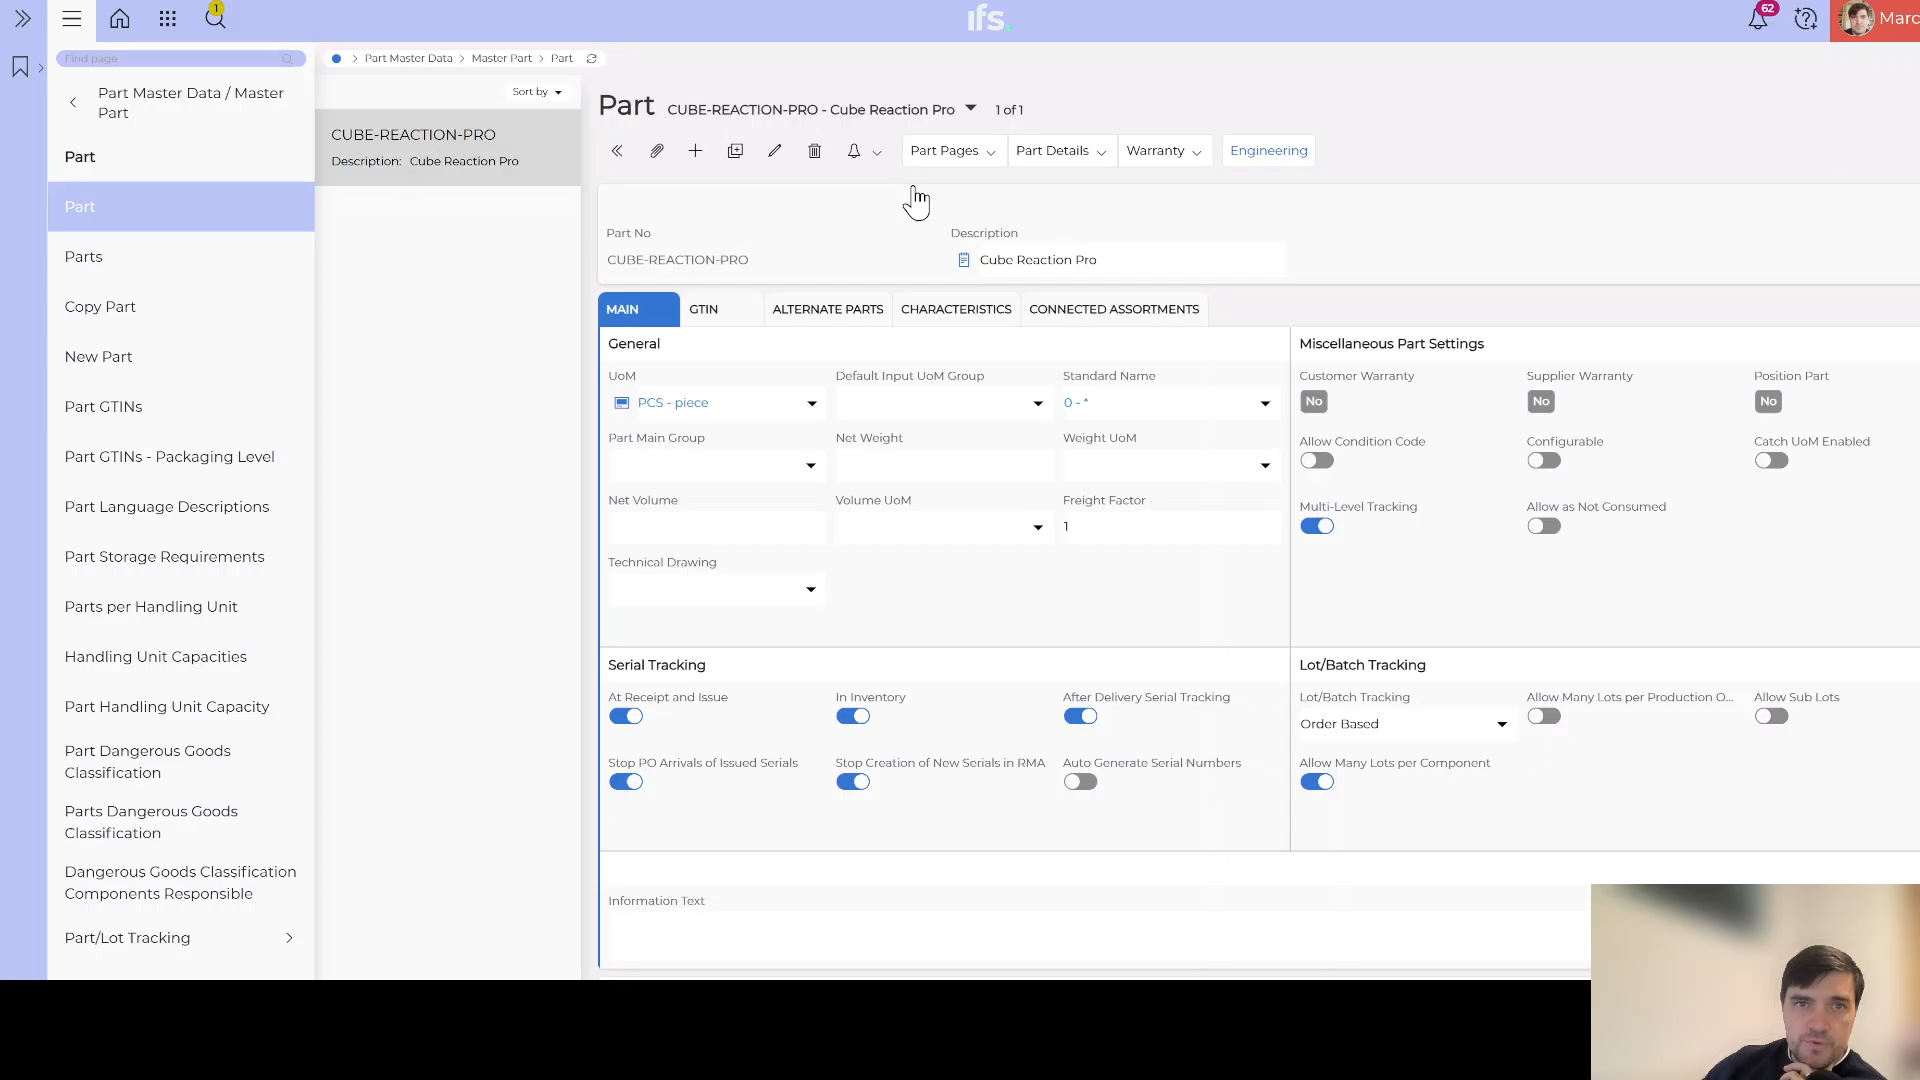 1
ifs.
62
Marc
Find page
Part Master Data > Master Part > Part
Part Master Data / Master
Part
Part
Part
Parts
Copy Part
New Part
Part GTINs
Part GTINs - Packaging Level
Part Language Descriptions
Part Storage Requirements
Parts per Handling Unit
Handling Unit Capacities
Part Handling Unit Capacity
Part Dangerous Goods
Classification
Parts Dangerous Goods
Classification
Dangerous Goods Classification
Components Responsible
Part/Lot Tracking
Sort by
CUBE-REACTION-PRO
Description: Cube Reaction Pro
Part CUBE-REACTION-PRO - Cube Reaction Pro 1 of 1
Part Pages Part Details Warranty Engineering
Part No Description
CUBE-REACTION-PRO Cube Reaction Pro
MAIN GTIN ALTERNATE PARTS CHARACTERISTICS CONNECTED ASSORTMENTS
General
UoM Default Input UoM Group Standard Name
PCS - piece 0 - *
Part Main Group Net Weight Weight UoM
Net Volume Volume UoM Freight Factor
1
Technical Drawing
Miscellaneous Part Settings
Customer Warranty Supplier Warranty Position Part
No No No
Allow Condition Code Configurable Catch UoM Enabled
Multi-Level Tracking Allow as Not Consumed
Serial Tracking
At Receipt and Issue In Inventory After Delivery Serial Tracking
Stop PO Arrivals of Issued Serials Stop Creation of New Serials in RMA Auto Generate Serial Numbers
Lot/Batch Tracking
Lot/Batch Tracking Allow Many Lots per Production O... Allow Sub Lots
Order Based
Allow Many Lots per Component
Information Text